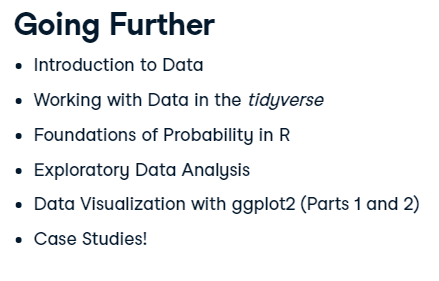 Going Further
• Introduction to Data
• Working with Data in the tidyverse
• Foundations of Probability in R
• Exploratory Data Analysis
• Data Visualization with ggplot2 (Parts 1 and 2)
• Case Studies!